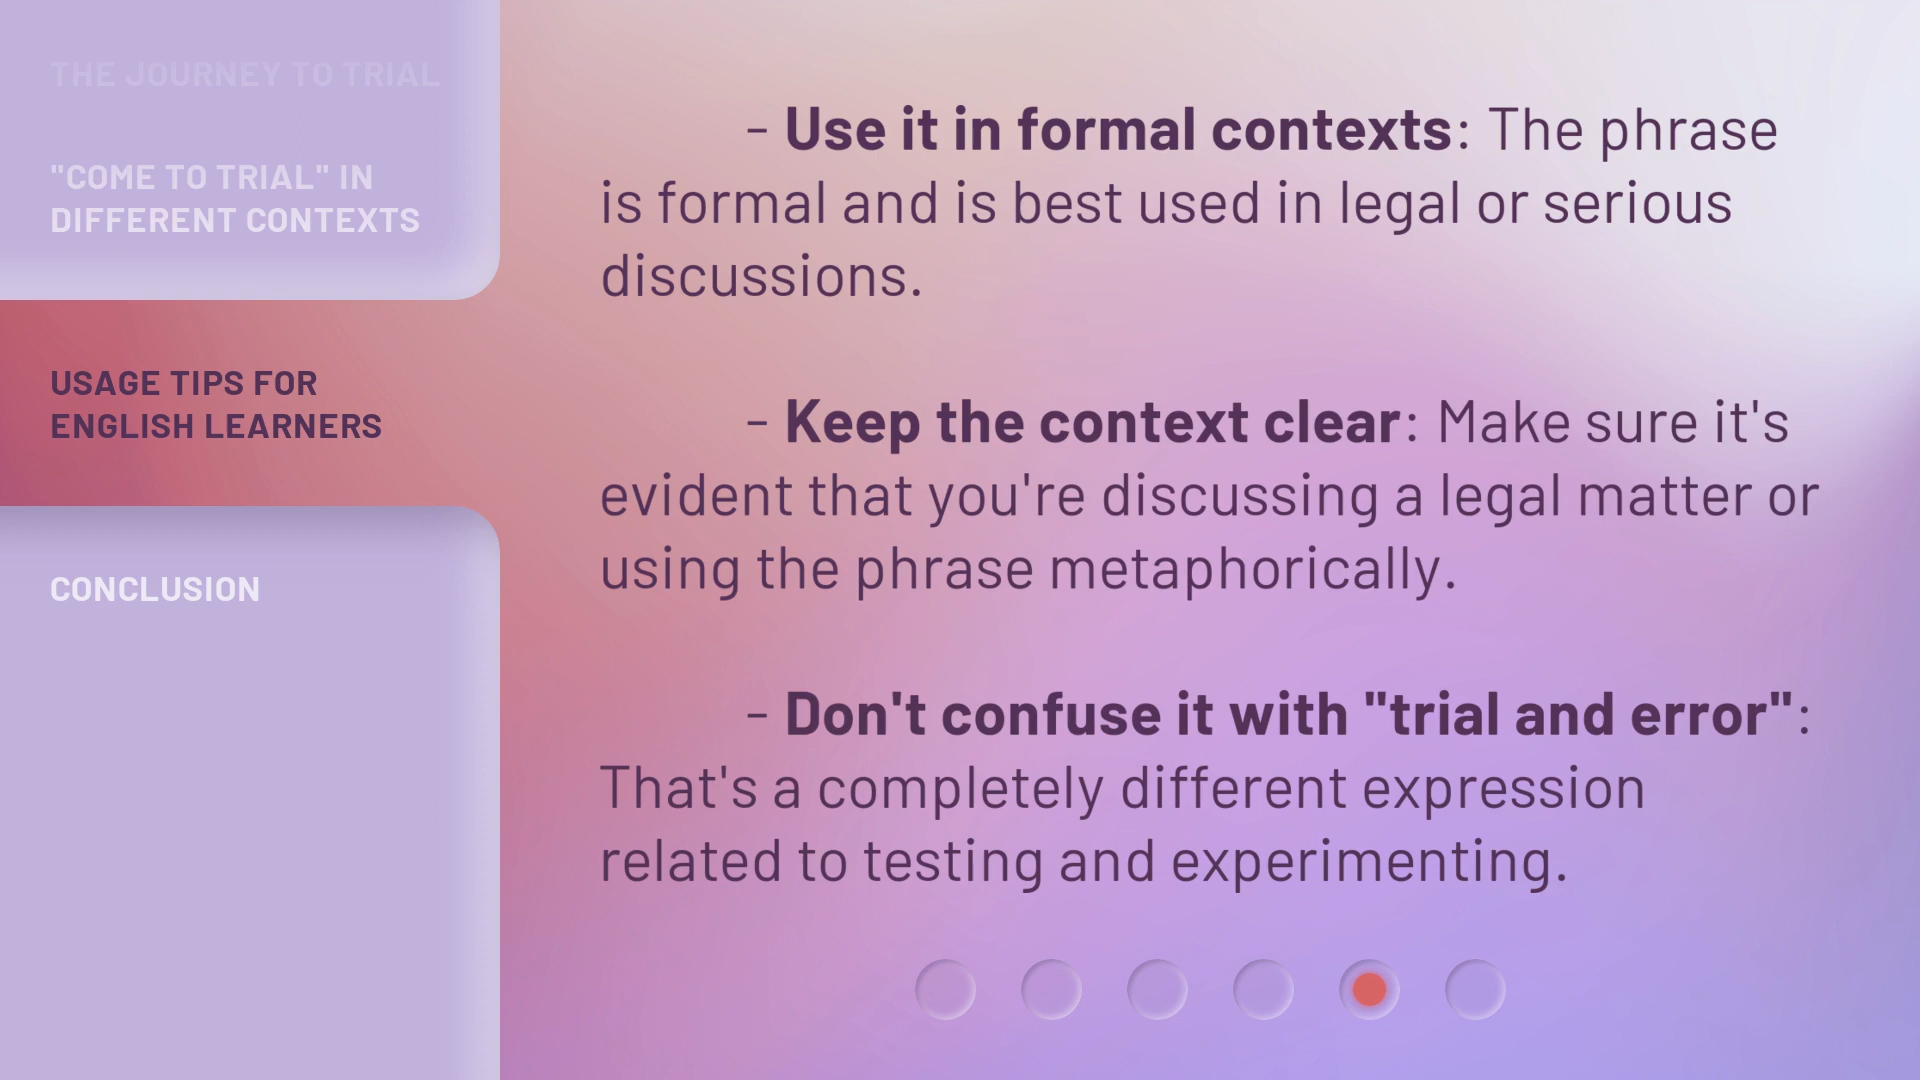 THE JOURNEY TO TRIAL
"COME TO TRIAL" IN
DIFFERENT CONTEXTS
USAGE TIPS FOR
ENGLISH LEARNERS
CONCLUSION
- Use it in formal contexts: The phrase
is formal and is best used in legal or serious
discussions.
- Keep the context clear: Make sure it's
evident that you're discussing a legal matter or
using the phrase metaphorically.
- Don't confuse it with "trial and error":
That's a completely different expression
related to testing and experimenting.